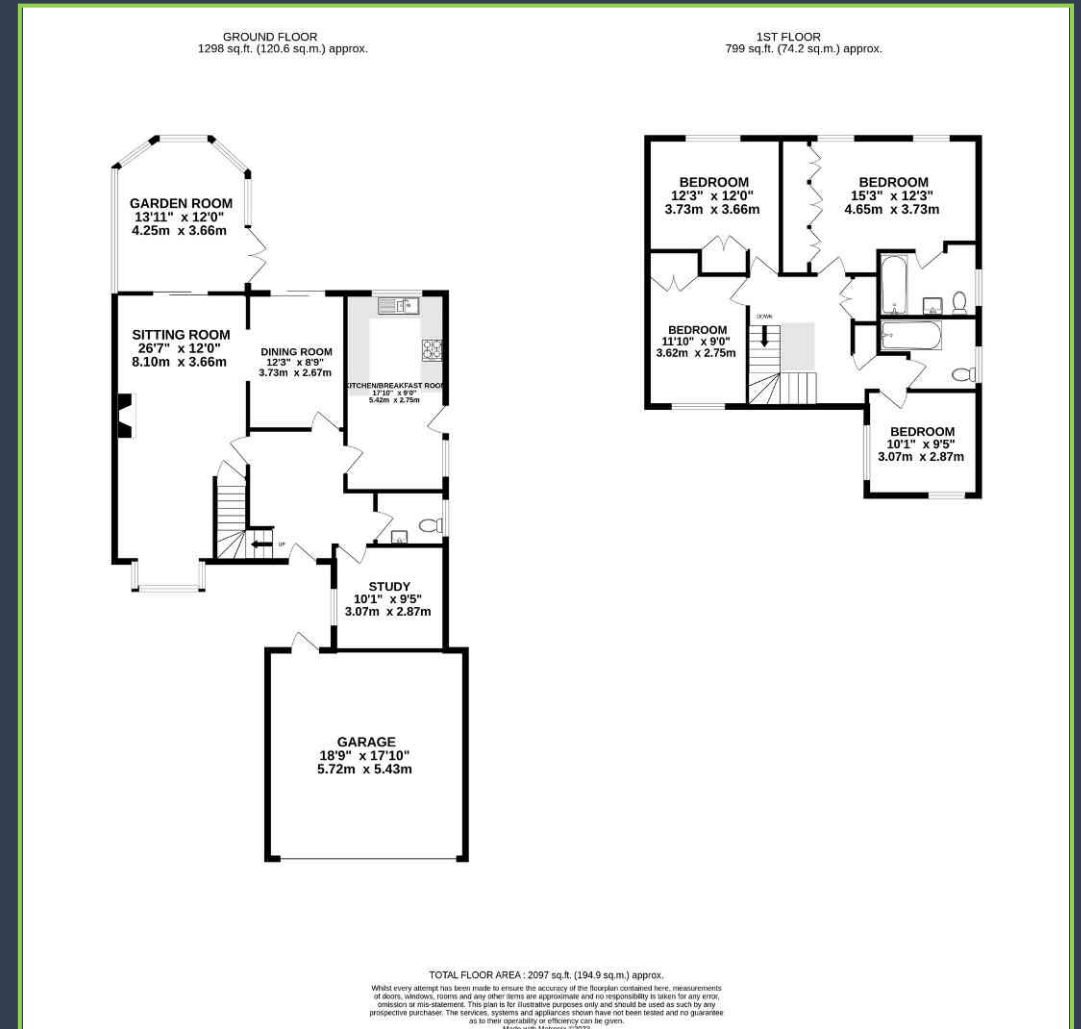 GROUND FLOOR
1298 sq.ft. (120.6 sq.m.) approx.
1ST FLOOR
799 sq.ft. (74.2 sq.m.) approx.
GARDEN ROOM
13'11" x 12'0"
4.25m x 3.66m
SITTING ROOM
26'7" x 12'0"
8.10m x 3.66m
DINING ROOM
12'3" x 8'9"
3.73m x 2.67m
KITCHEN/BREAKFAST ROOM
17'10" x 9'0"
5.42m x 2.75m
UP
STUDY
10'1" x 9'5"
3.07m x 2.87m
GARAGE
18'9" x 17'10"
5.72m x 5.43m
BEDROOM
12'3" x 12'0"
3.73m x 3.66m
BEDROOM
15'3" x 12'3"
4.65m x 3.73m
BEDROOM
11'10" x 9'0"
3.62m x 2.75m
DOWN
BEDROOM
10'1" x 9'5"
3.07m x 2.87m
TOTAL FLOOR AREA : 2097 sq.ft. (194.9 sq.m.) approx.
Whilst every attempt has been made to ensure the accuracy of the floorplan contained here, measurements
of doors, windows, rooms and any other items are approximate and no responsibility is taken for any error,
omission or mis-statement. This plan is for illustrative purposes only and should be used as such by any
prospective purchaser. The services, systems and appliances shown have not been tested and no guarantee
as to their operability or efficiency can be given.
Made with Metropix ©2023